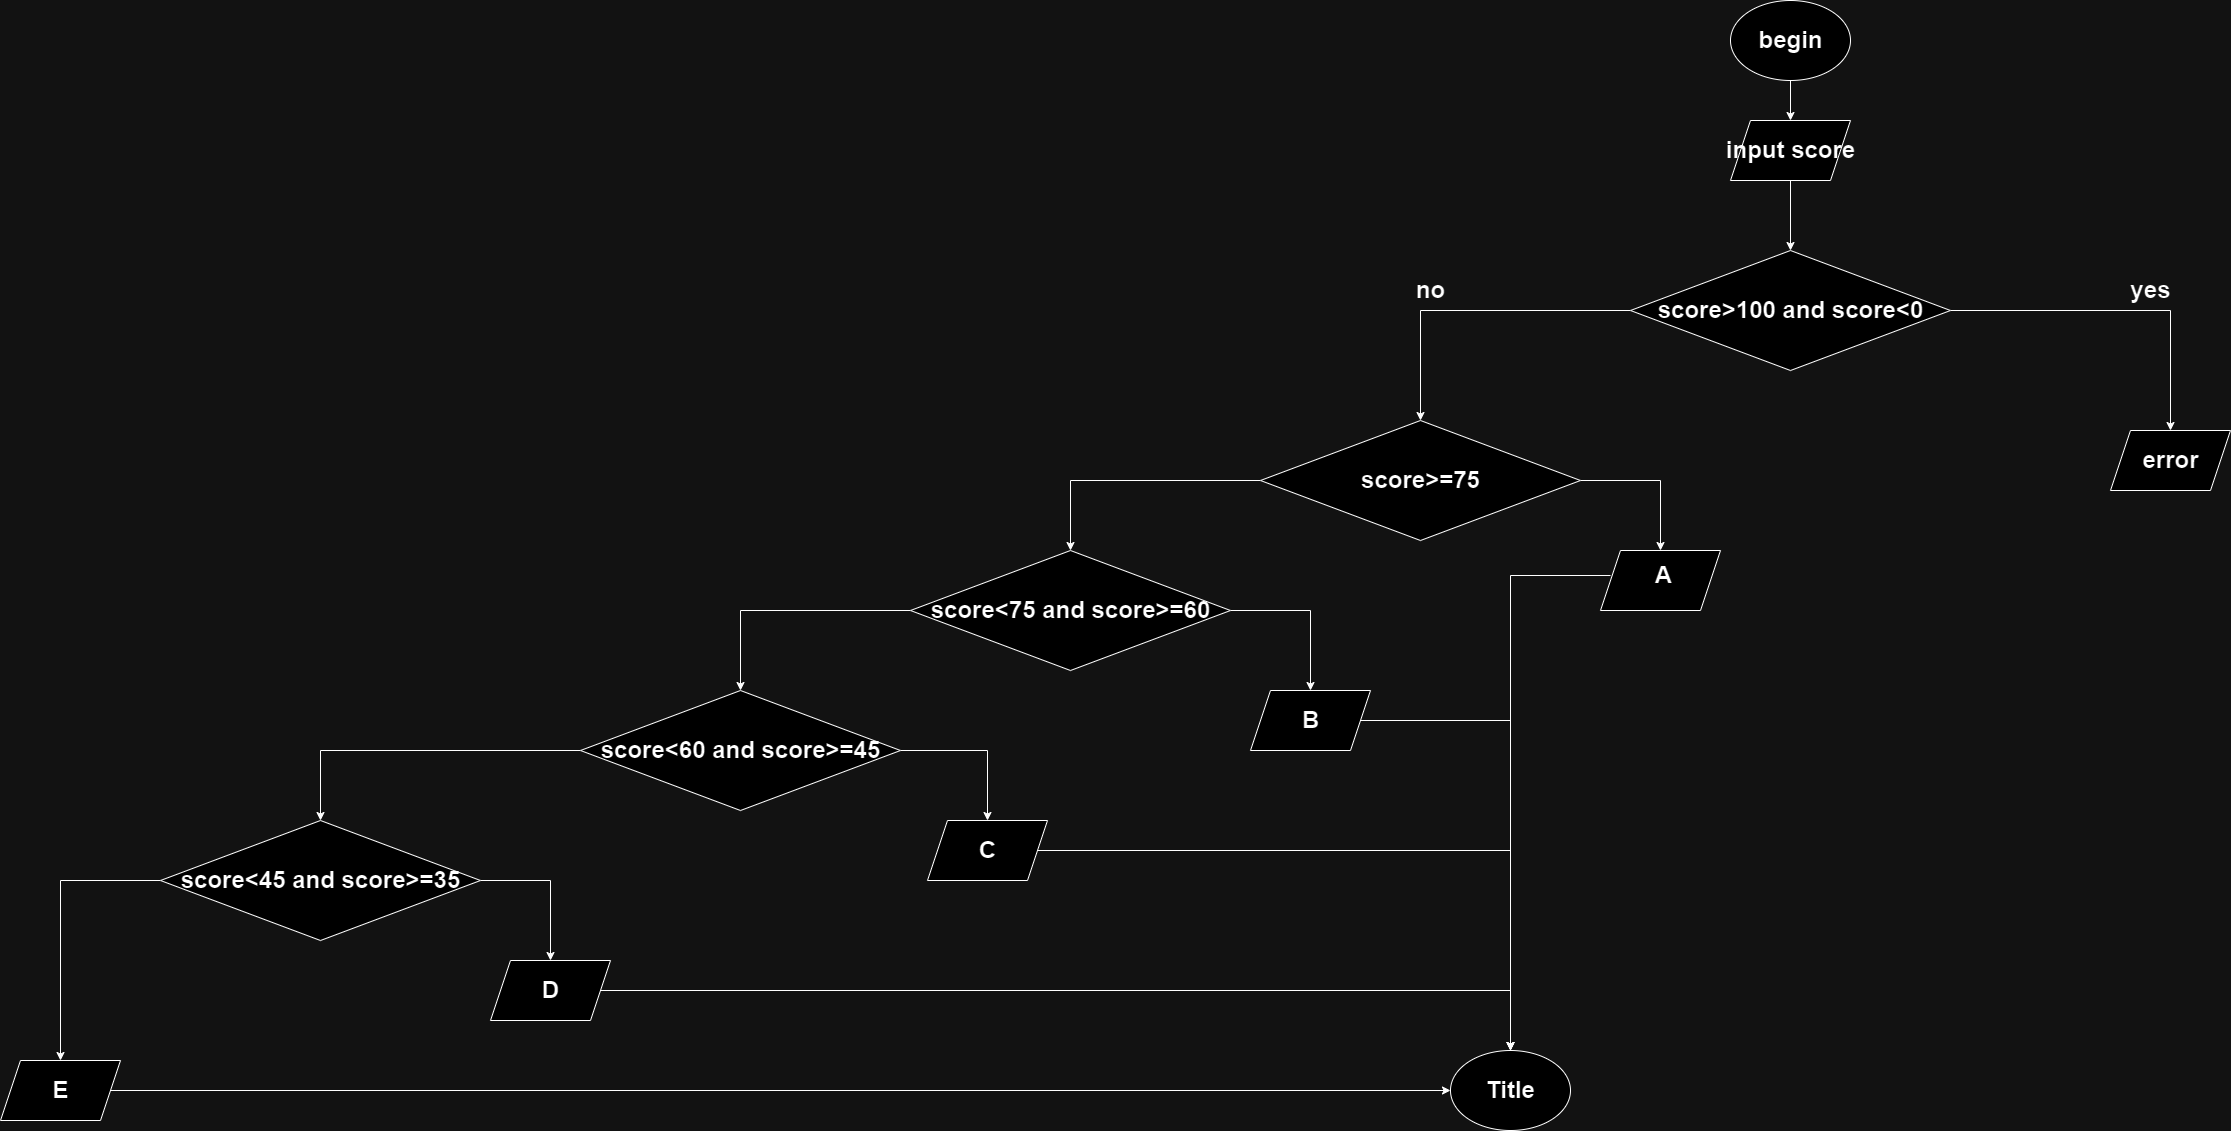 begin
input score
no
yes
score>100 and score<0
error
score>=75
A
score<75 and score>=60
B
score<60 and score>=45
C
score<45 and score>=35
D
E
Title